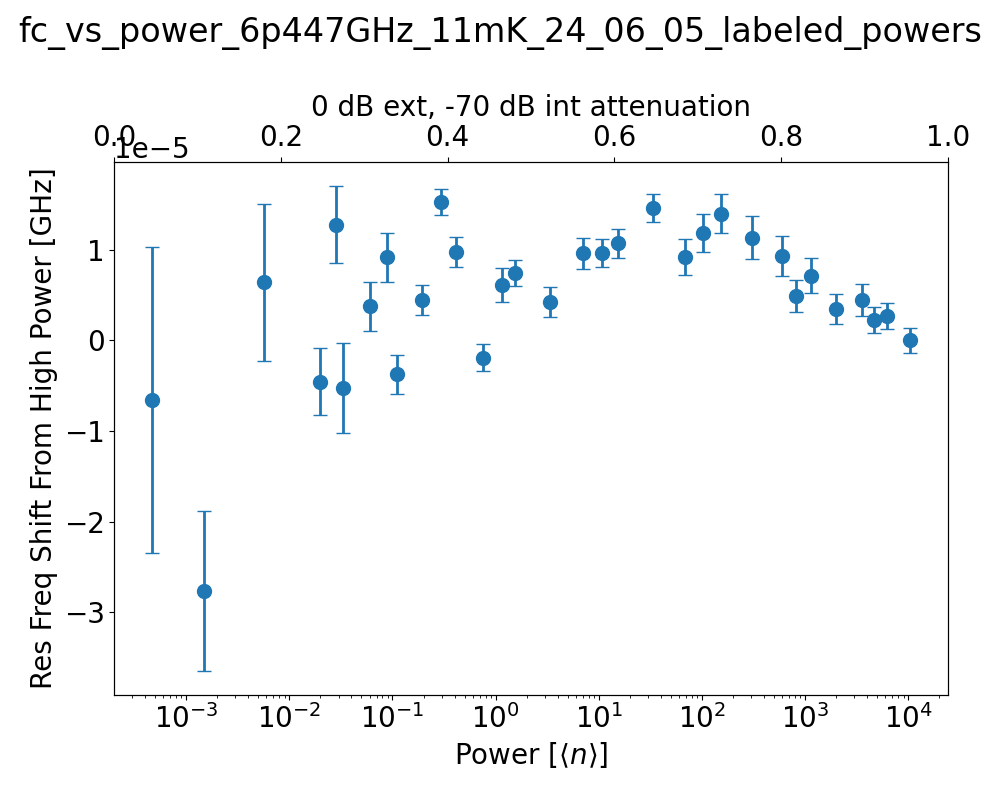 fc_vs_power_6p447GHz_11mK_24_06_05_labeled_powers
0 dB ext, -70 dB int attenuation
0.0 0.2 0.4 0.6 0.8 1.0
1e−5
Res Freq Shift From High Power [GHz]
1
0
−1
−2
−3
10⁻³ 10⁻² 10⁻¹ 10⁰ 10¹ 10² 10³ 10⁴
Power [⟨n⟩]